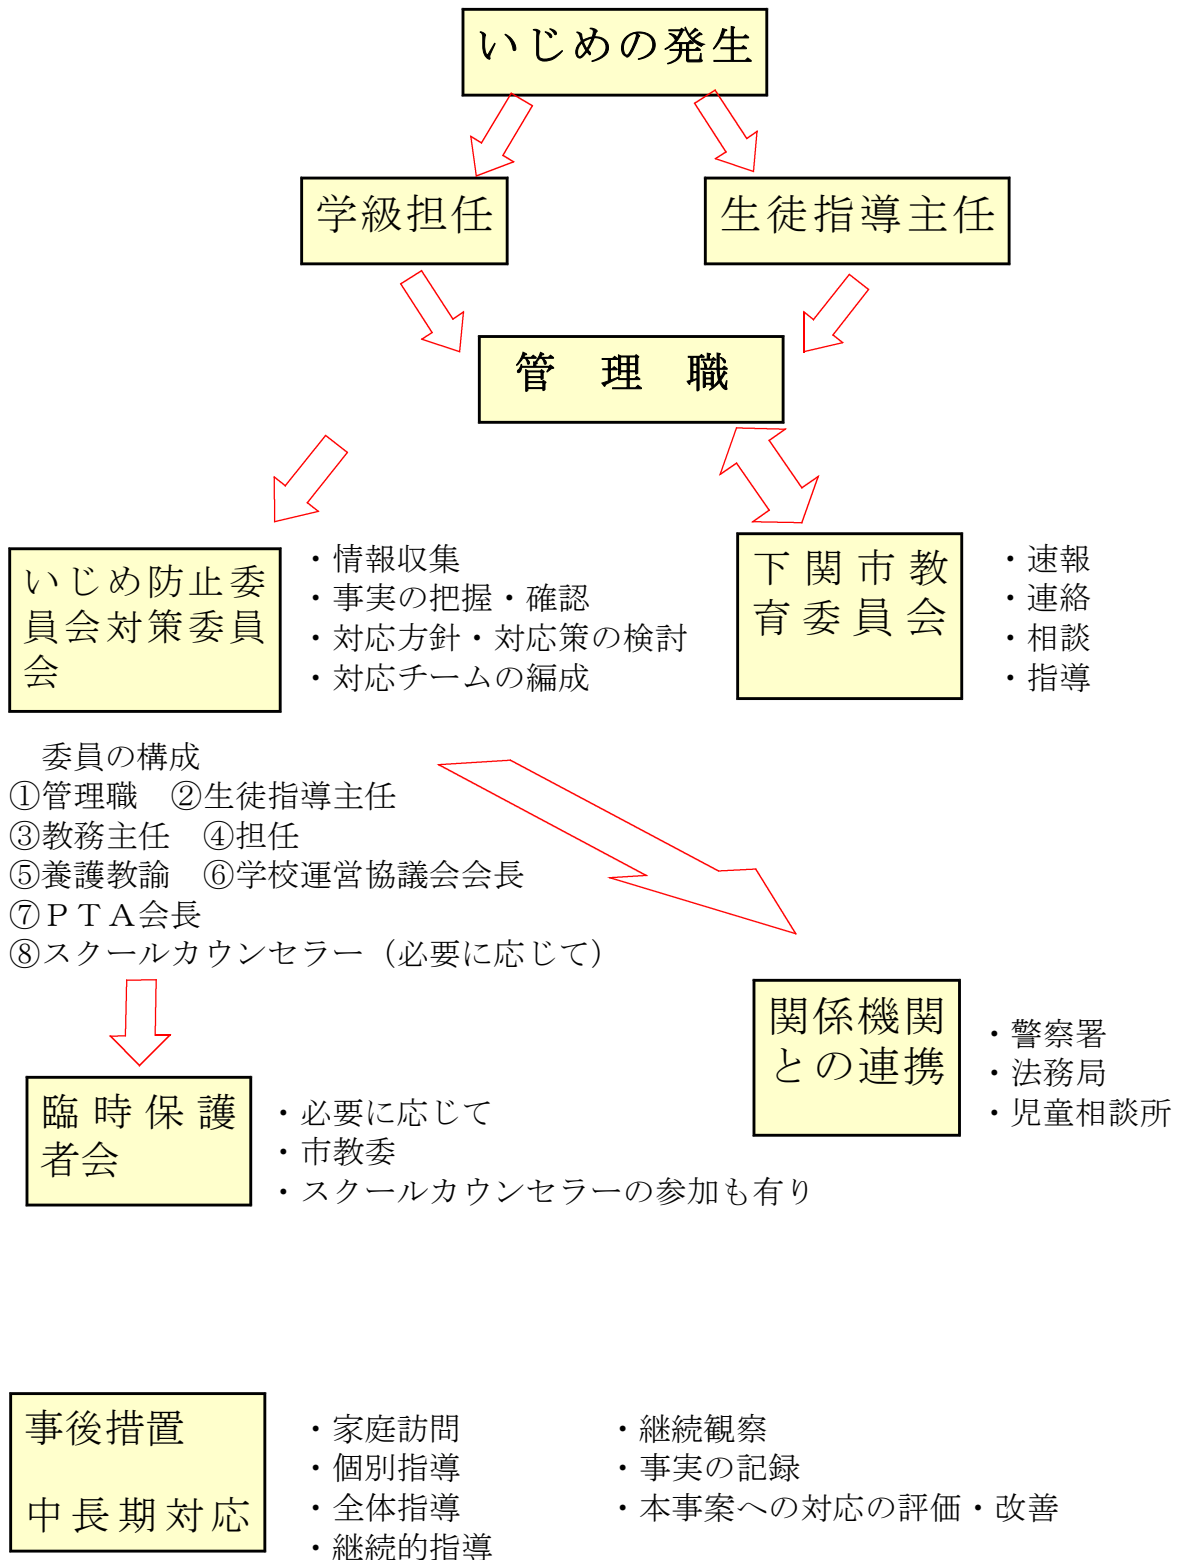 いじめの発生
学級担任
生徒指導主任
管　理　職
いじめ防止委
員会対策委員
会
・情報収集
・事実の把握・確認
・対応方針・対応策の検討
・対応チームの編成
下関市教
育委員会
・速報
・連絡
・相談
・指導
委員の構成
①管理職　②生徒指導主任
③教務主任　④担任
⑤養護教諭　⑥学校運営協議会会長
⑦ＰＴＡ会長
⑧スクールカウンセラー（必要に応じて）
関係機関
との連携
・警察署
・法務局
・児童相談所
臨時保護
者会
・必要に応じて
・市教委
・スクールカウンセラーの参加も有り
事後措置
中長期対応
・家庭訪問
・個別指導
・全体指導
・継続的指導
・継続観察
・事実の記録
・本事案への対応の評価・改善